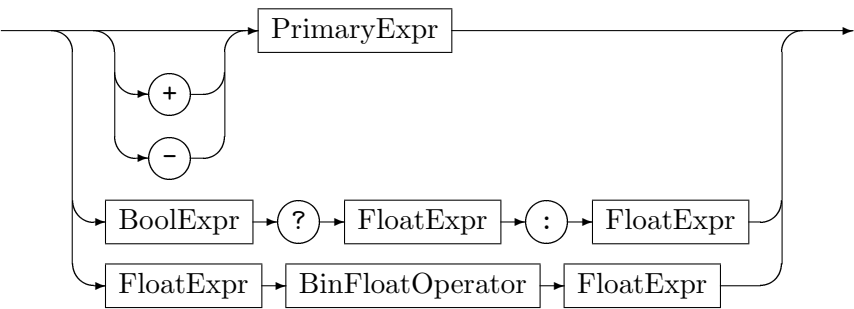 PrimaryExpr
+
-
BoolExpr ? FloatExpr : FloatExpr
FloatExpr BinFloatOperator FloatExpr